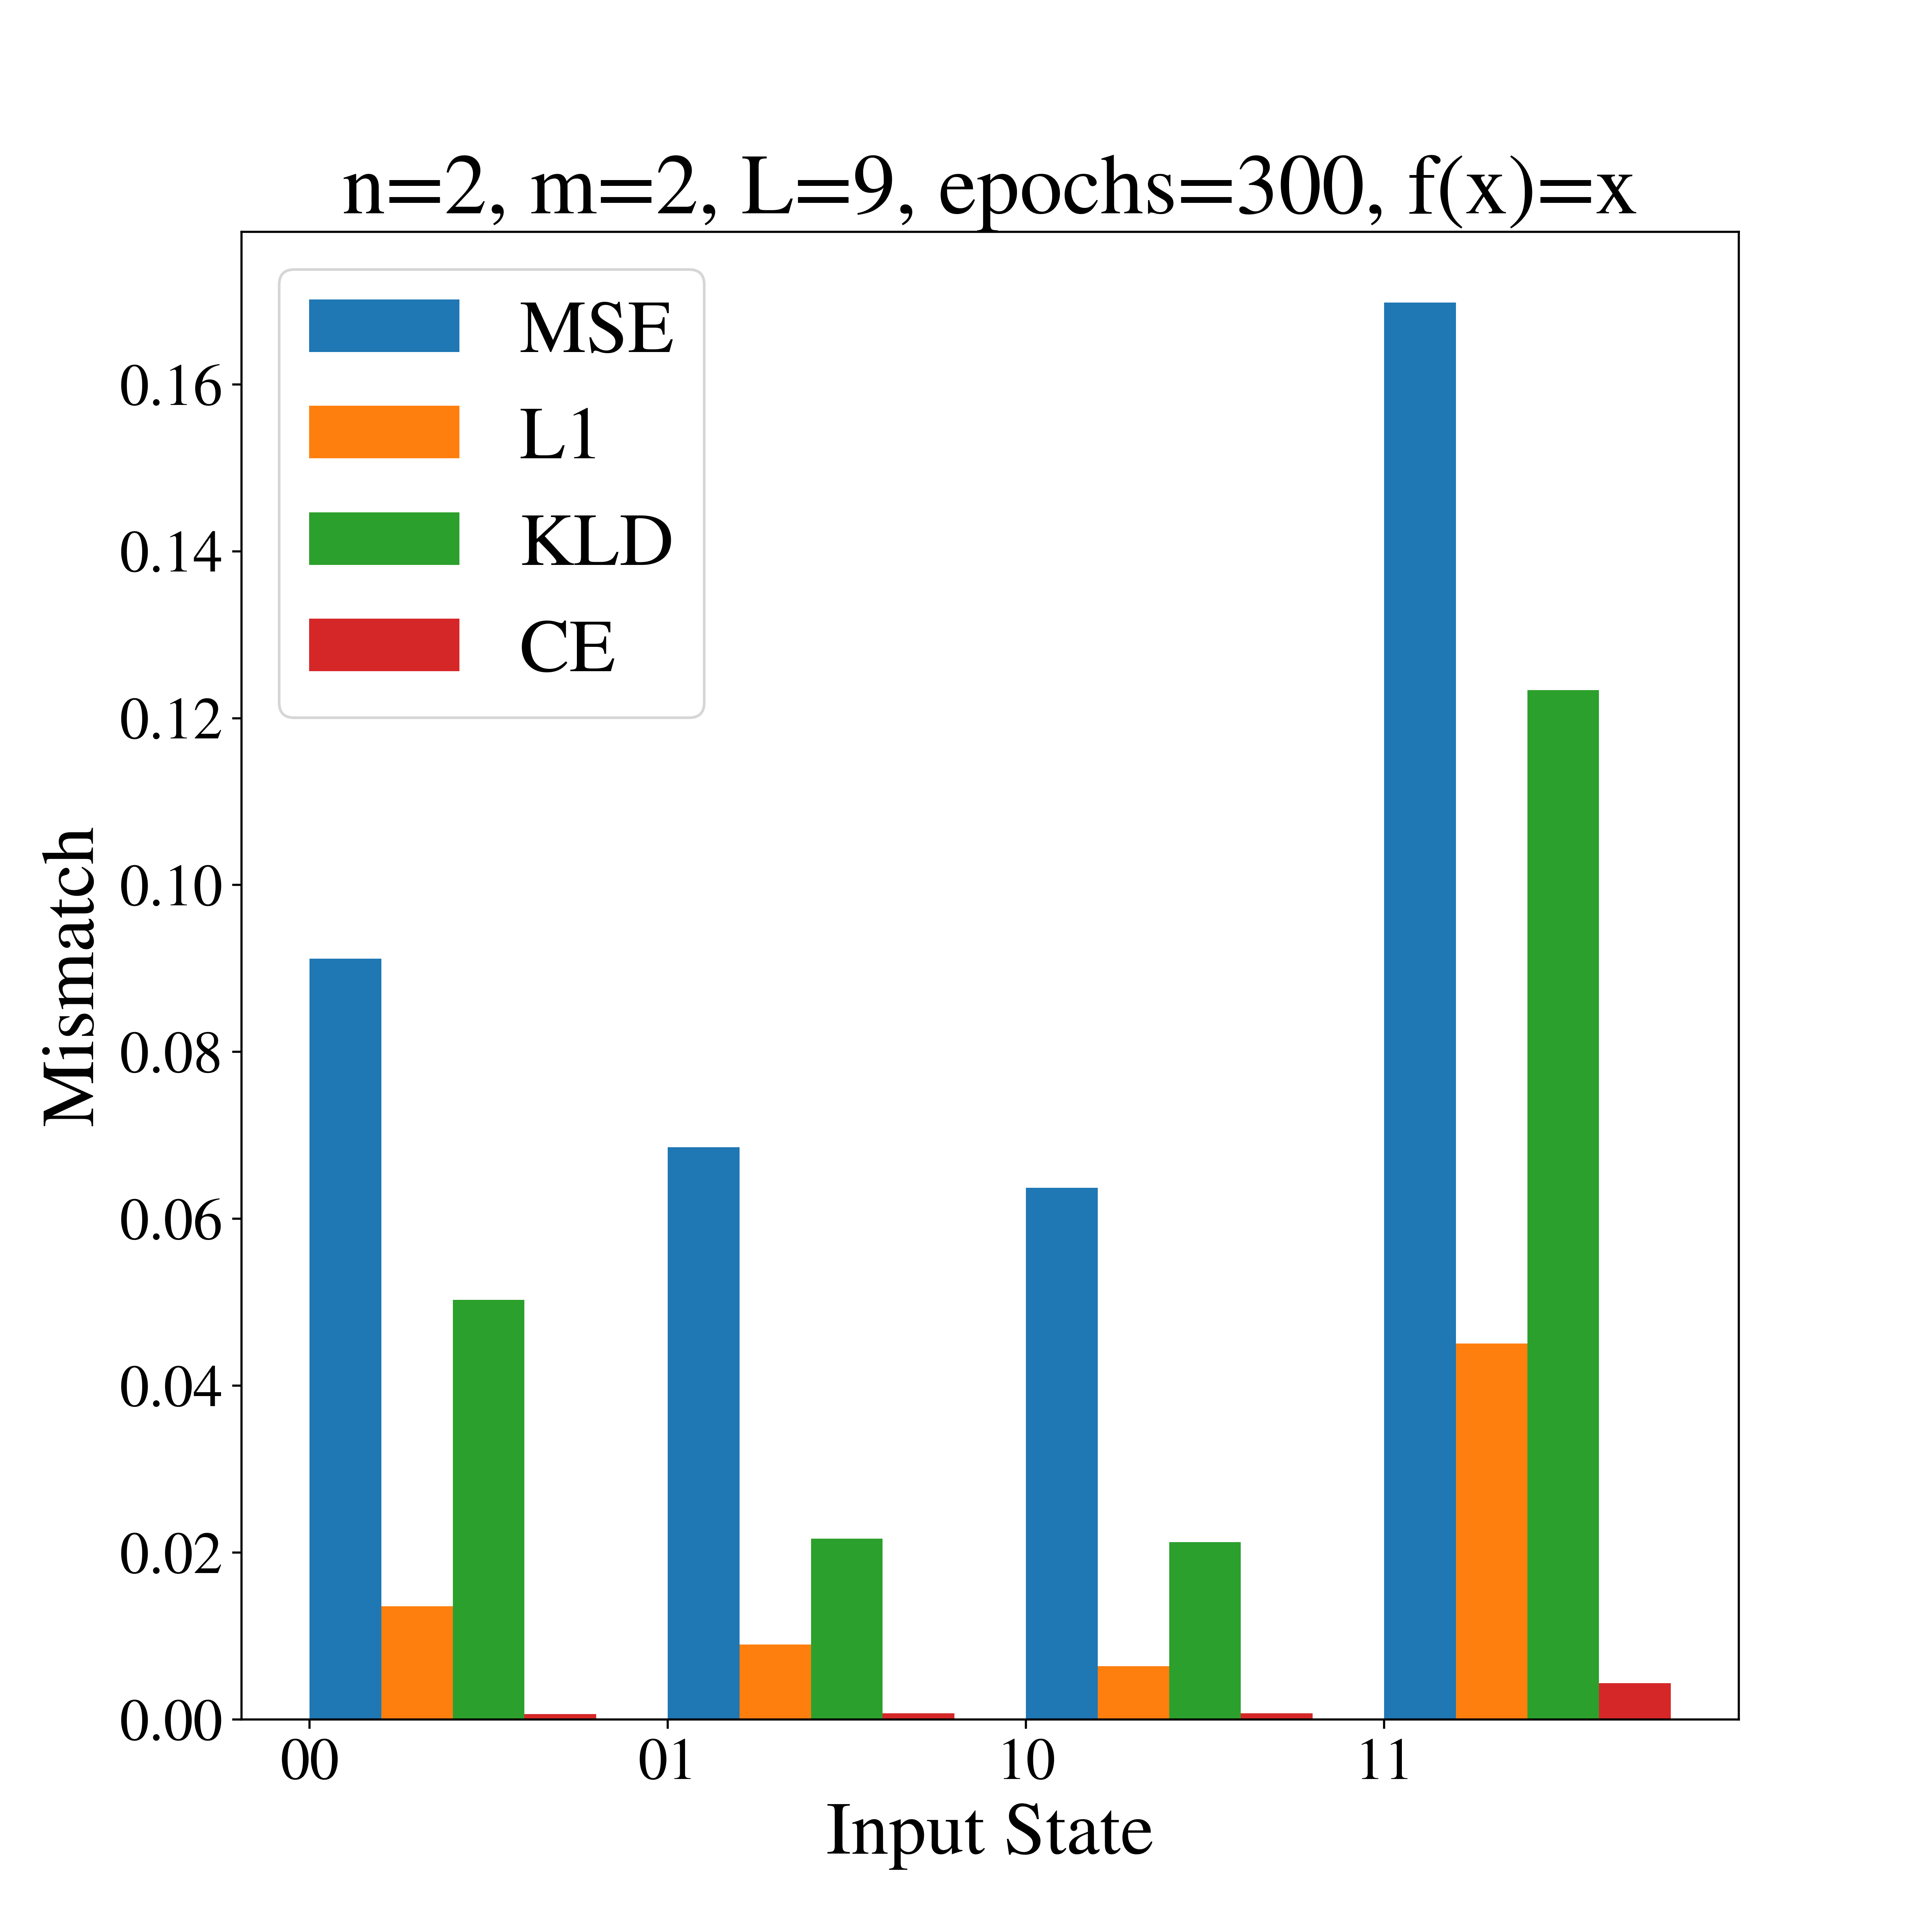 n=2, m=2, L=9, epochs=300, f(x)=x
MSE
L1
KLD
CE
0.16
0.14
0.12
0.10
0.08
0.06
0.04
0.02
0.00
Mismatch
00 01 10 11
Input State